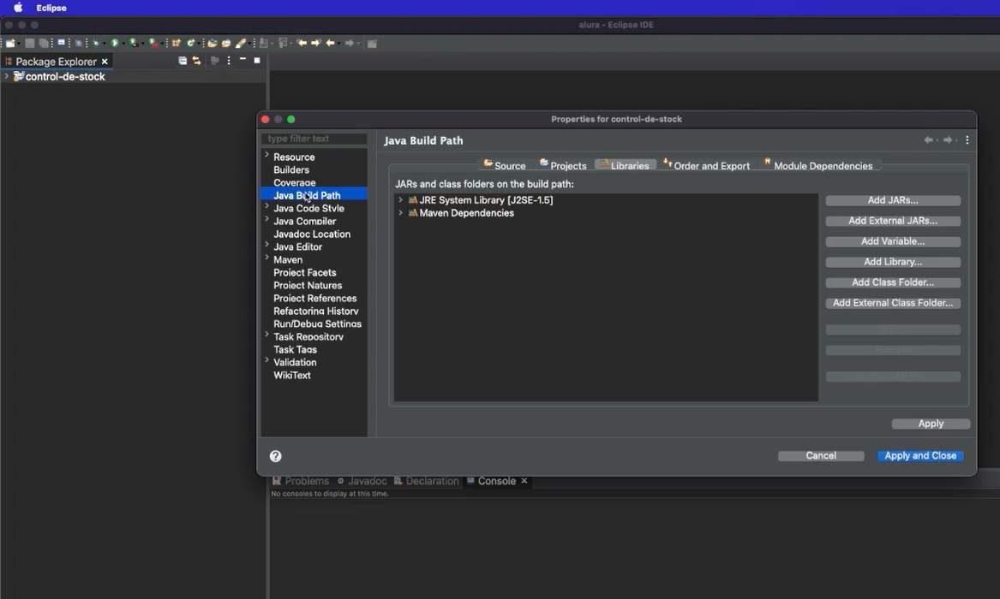 Eclipse
alura - Eclipse IDE
Package Explorer
control-de-stock
Properties for control-de-stock
type filter text
Resource
Builders
Coverage
Java Build Path
Java Code Style
Java Compiler
Javadoc Location
Java Editor
Maven
Project Facets
Project Natures
Project References
Refactoring History
Run/Debug Settings
Task Repository
Task Tags
Validation
WikiText
Java Build Path
Source
Projects
Libraries
Order and Export
Module Dependencies
JARs and class folders on the build path:
JRE System Library [J2SE-1.5]
Maven Dependencies
Add JARs...
Add External JARs...
Add Variable...
Add Library...
Add Class Folder...
Add External Class Folder...
Apply
Cancel
Apply and Close
Problems
Javadoc
Declaration
Console
No consoles to display at this time.